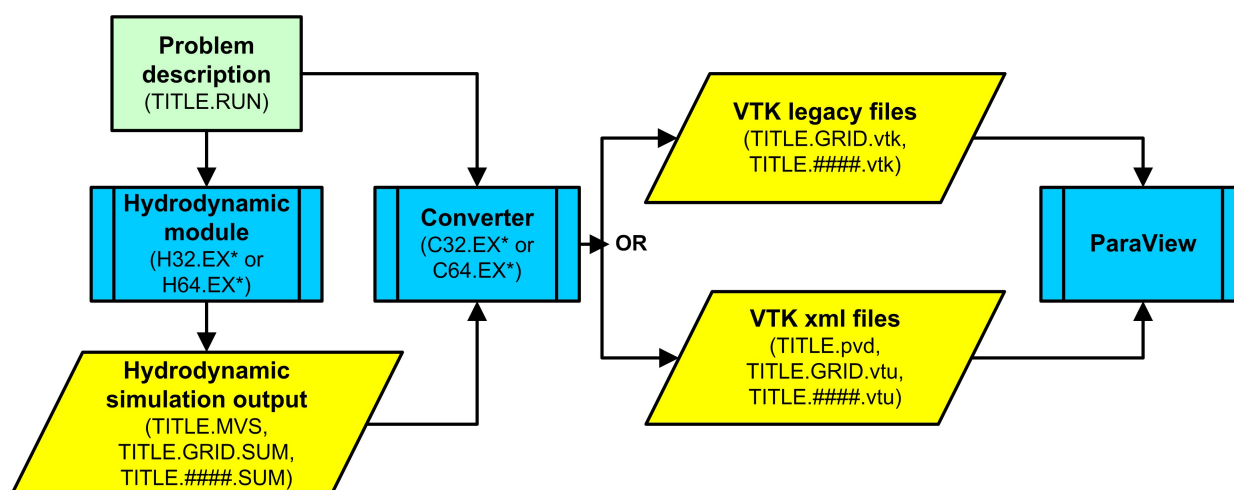 Problem
description
(TITLE.RUN)
Hydrodynamic
module
(H32.EX* or
H64.EX*)
Hydrodynamic
simulation output
(TITLE.MVS,
TITLE.GRID.SUM,
TITLE.####.SUM)
Converter
(C32.EX* or
C64.EX*)
OR
VTK legacy files
(TITLE.GRID.vtk,
TITLE.####.vtk)
VTK xml files
(TITLE.pvd,
TITLE.GRID.vtu,
TITLE.####.vtu)
ParaView